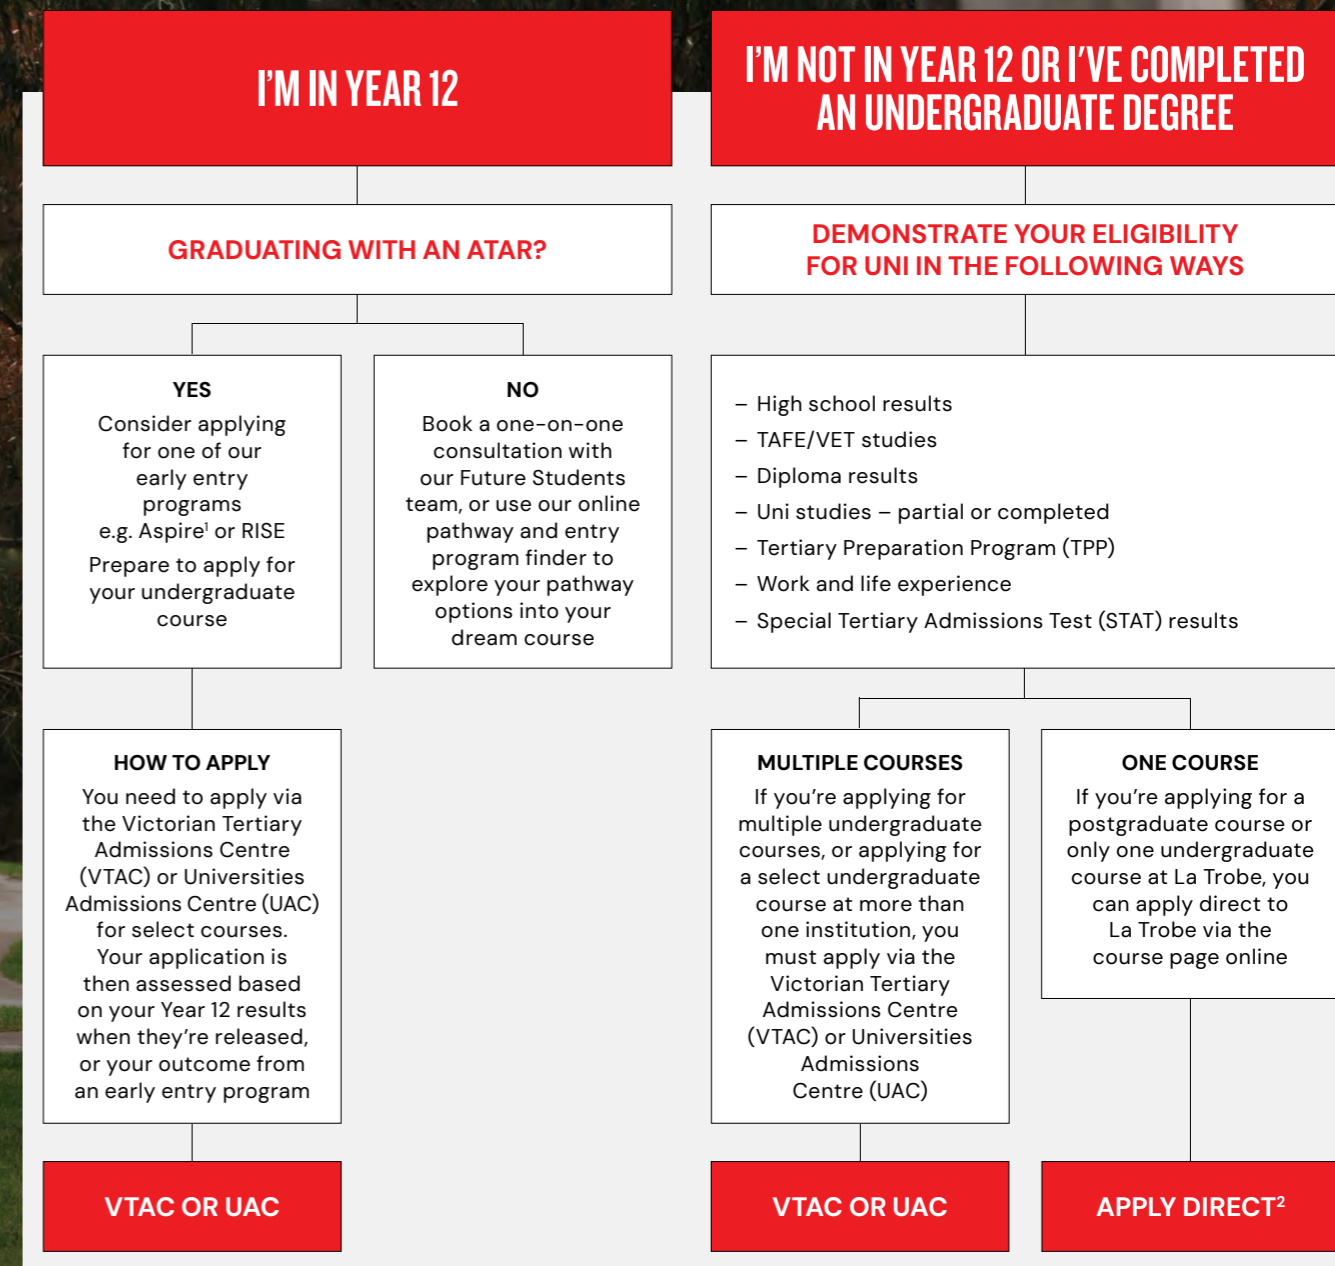 I'M IN YEAR 12
GRADUATING WITH AN ATAR?
YES
Consider applying
for one of our
early entry
programs
e.g. Aspire¹ or RISE
Prepare to apply for
your undergraduate
course
NO
Book a one-on-one
consultation with
our Future Students
team, or use our online
pathway and entry
program finder to
explore your pathway
options into your
dream course
HOW TO APPLY
You need to apply via
the Victorian Tertiary
Admissions Centre
(VTAC) or Universities
Admissions Centre (UAC)
for select courses.
Your application is
then assessed based
on your Year 12 results
when they're released,
or your outcome from
an early entry program
VTAC OR UAC
I'M NOT IN YEAR 12 OR I'VE COMPLETED
AN UNDERGRADUATE DEGREE
DEMONSTRATE YOUR ELIGIBILITY
FOR UNI IN THE FOLLOWING WAYS
– High school results
– TAFE/VET studies
– Diploma results
– Uni studies – partial or completed
– Tertiary Preparation Program (TPP)
– Work and life experience
– Special Tertiary Admissions Test (STAT) results
MULTIPLE COURSES
If you're applying for
multiple undergraduate
courses, or applying for
a select undergraduate
course at more than
one institution, you
must apply via the
Victorian Tertiary
Admissions Centre
(VTAC) or Universities
Admissions
Centre (UAC)
VTAC OR UAC
ONE COURSE
If you're applying for a
postgraduate course or
only one undergraduate
course at La Trobe, you
can apply direct to
La Trobe via the
course page online
APPLY DIRECT²